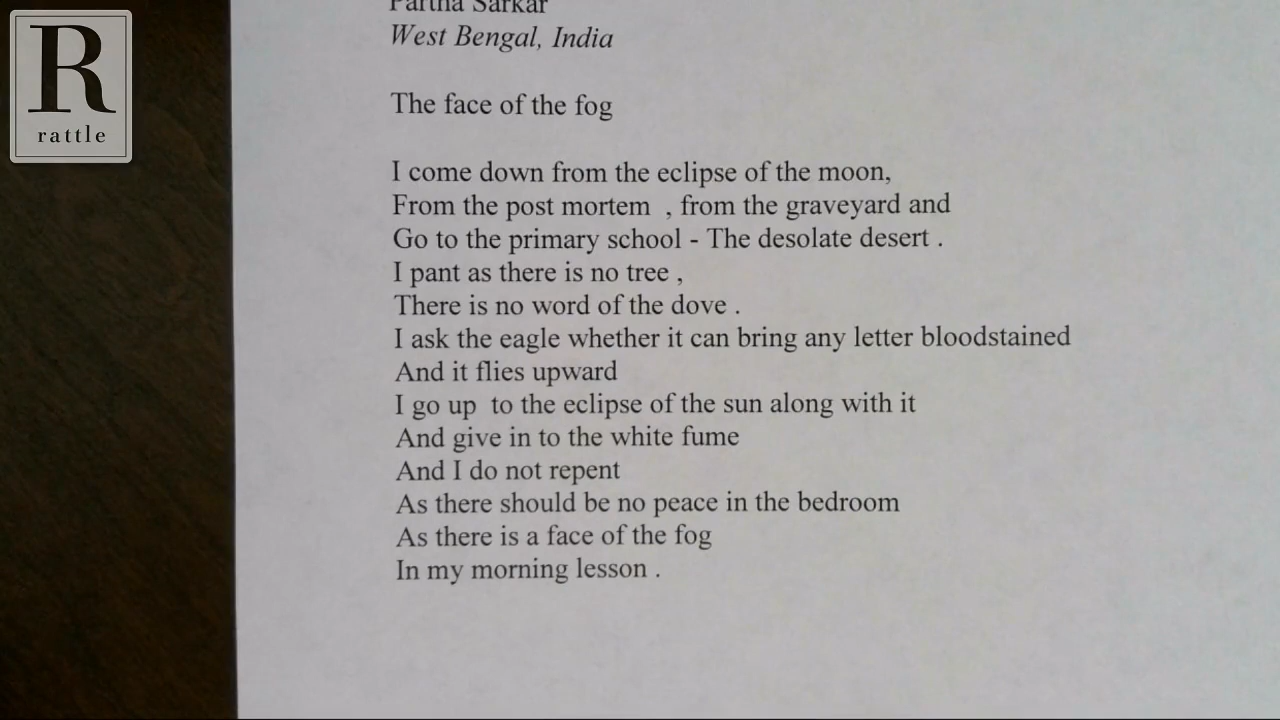 R
rattle
Partha Sarkar
West Bengal, India
The face of the fog
I come down from the eclipse of the moon,
From the post mortem  , from the graveyard and
Go to the primary school - The desolate desert .
I pant as there is no tree ,
There is no word of the dove .
I ask the eagle whether it can bring any letter bloodstained
And it flies upward
I go up  to the eclipse of the sun along with it
And give in to the white fume
And I do not repent
As there should be no peace in the bedroom
As there is a face of the fog
In my morning lesson .